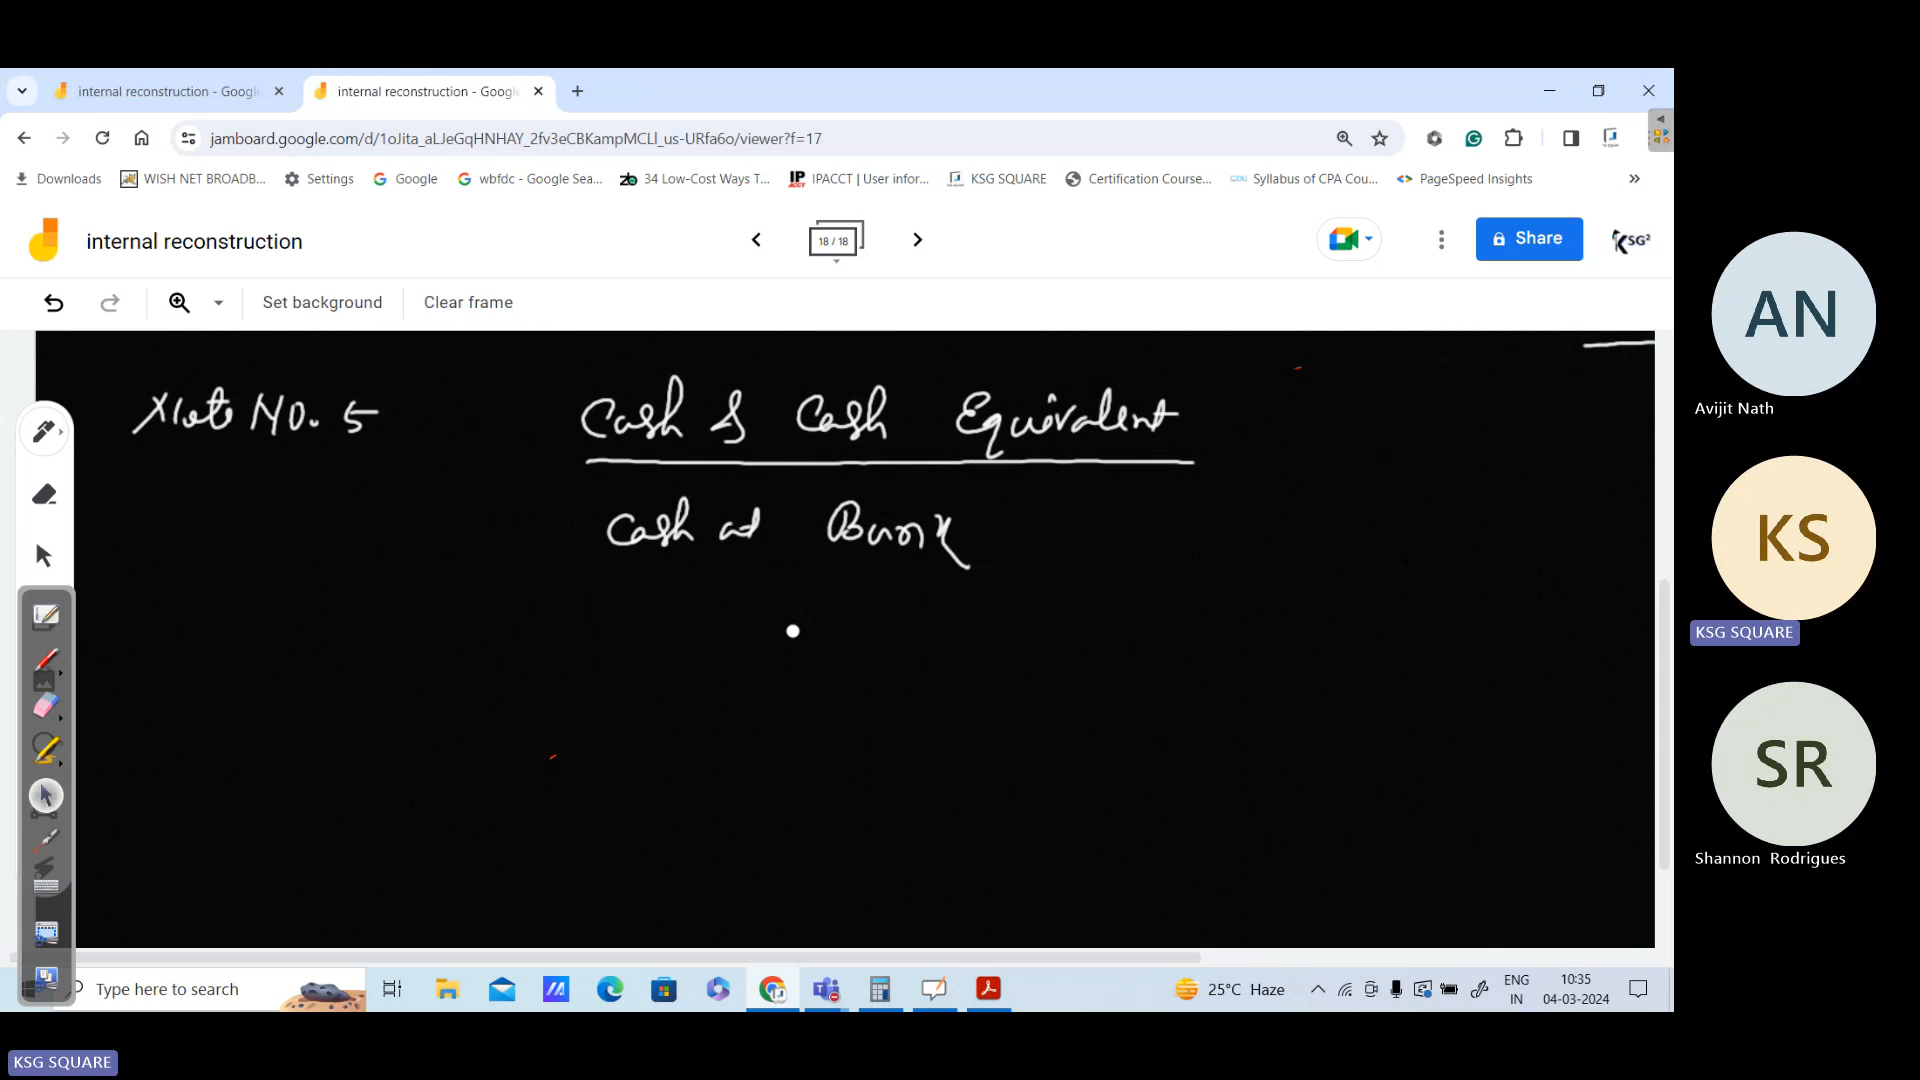 internal reconstruction - Google
internal reconstruction - Google
jamboard.google.com/d/1oJita_aLJeGqHNHAY_2fv3eCBKampMCLl_us-URfa6o/viewer?f=17
Downloads
WISH NET BROADB...
Settings
Google
wbfdc - Google Sea...
34 Low-Cost Ways T...
IPACCT | User infor...
KSG SQUARE
Certification Course...
Syllabus of CPA Cou...
PageSpeed Insights
internal reconstruction
18 / 18
Share
KSG²
Set background
Clear frame
Note No. 5 Cash & Cash Equivalent
Cash at Bank
AN
Avijit Nath
KS
KSG SQUARE
SR
Shannon Rodrigues
Type here to search
25°C Haze
ENG
IN
10:35
04-03-2024
KSG SQUARE